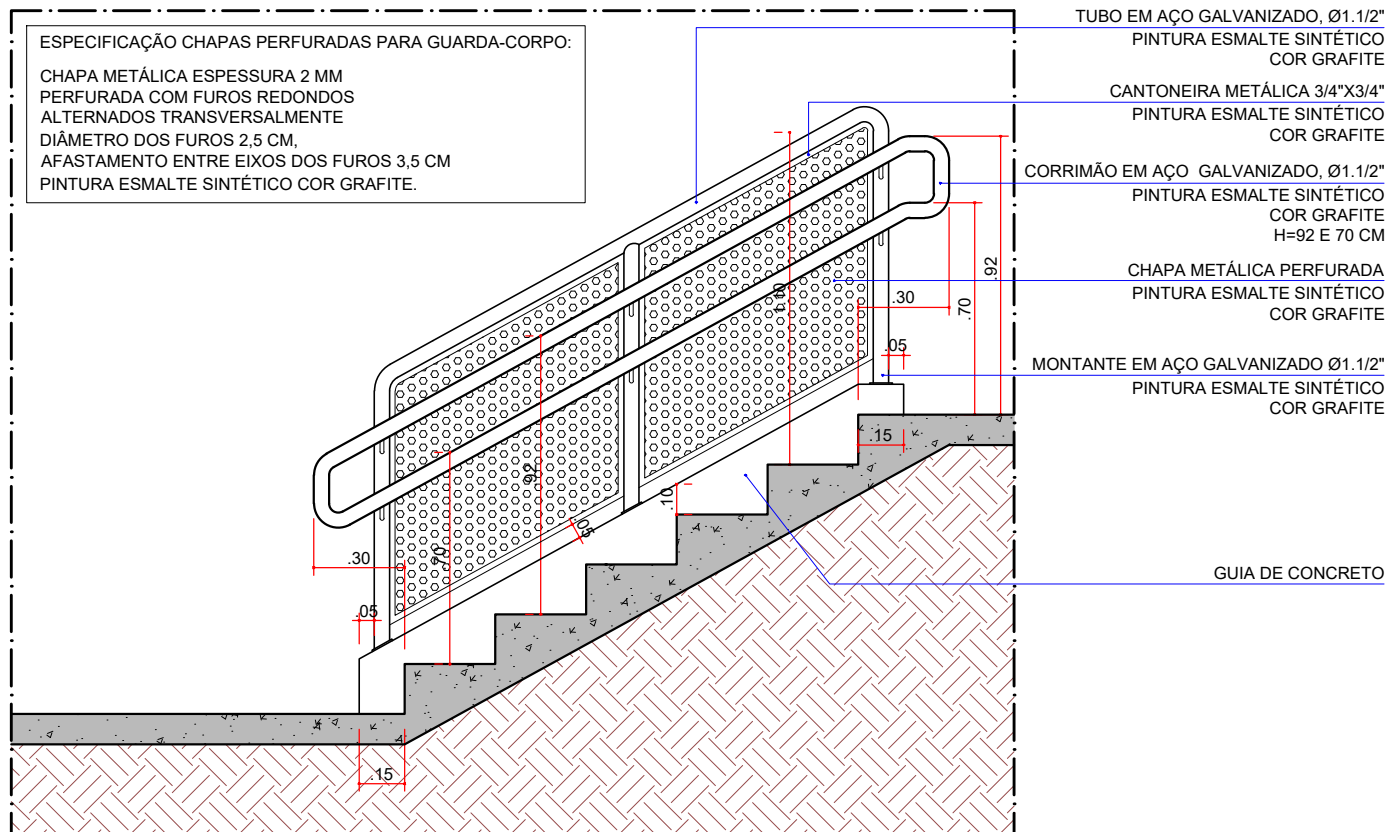 ESPECIFICAÇÃO CHAPAS PERFURADAS PARA GUARDA-CORPO:
CHAPA METÁLICA ESPESSURA 2 MM
PERFURADA COM FUROS REDONDOS
ALTERNADOS TRANSVERSALMENTE
DIÂMETRO DOS FUROS 2,5 CM,
AFASTAMENTO ENTRE EIXOS DOS FUROS 3,5 CM
PINTURA ESMALTE SINTÉTICO COR GRAFITE.
TUBO EM AÇO GALVANIZADO, Ø1.1/2"
PINTURA ESMALTE SINTÉTICO
COR GRAFITE
CANTONEIRA METÁLICA 3/4"X3/4"
PINTURA ESMALTE SINTÉTICO
COR GRAFITE
CORRIMÃO EM AÇO GALVANIZADO, Ø1.1/2"
PINTURA ESMALTE SINTÉTICO
COR GRAFITE
H=92 E 70 CM
CHAPA METÁLICA PERFURADA
PINTURA ESMALTE SINTÉTICO
COR GRAFITE
MONTANTE EM AÇO GALVANIZADO Ø1.1/2"
PINTURA ESMALTE SINTÉTICO
COR GRAFITE
GUIA DE CONCRETO
.92
1.10
.30
.70
.05
.15
.92
.10
.05
.70
.30
.05
.15